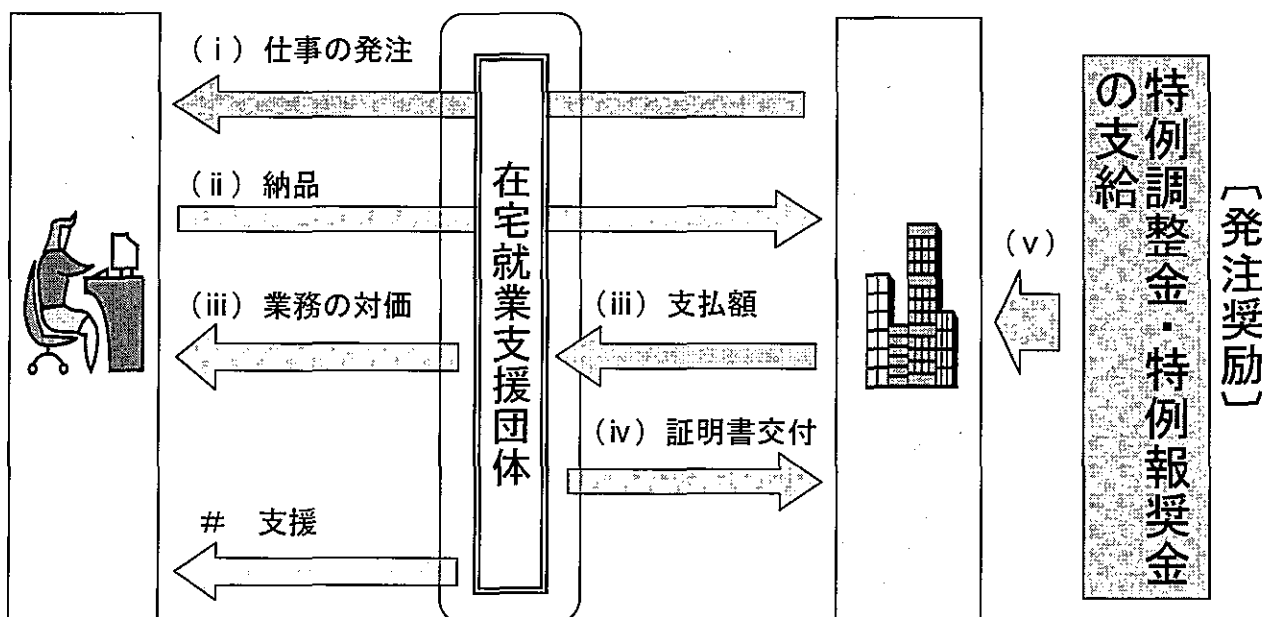 (ⅰ) 仕事の発注
(ⅱ) 納品
(ⅲ) 業務の対価
# 支援
在宅就業支援団体
(ⅲ) 支払額
(ⅳ) 証明書交付
(ⅴ)
特例調整金・特例報奨金
の支給
〔発注奨励〕